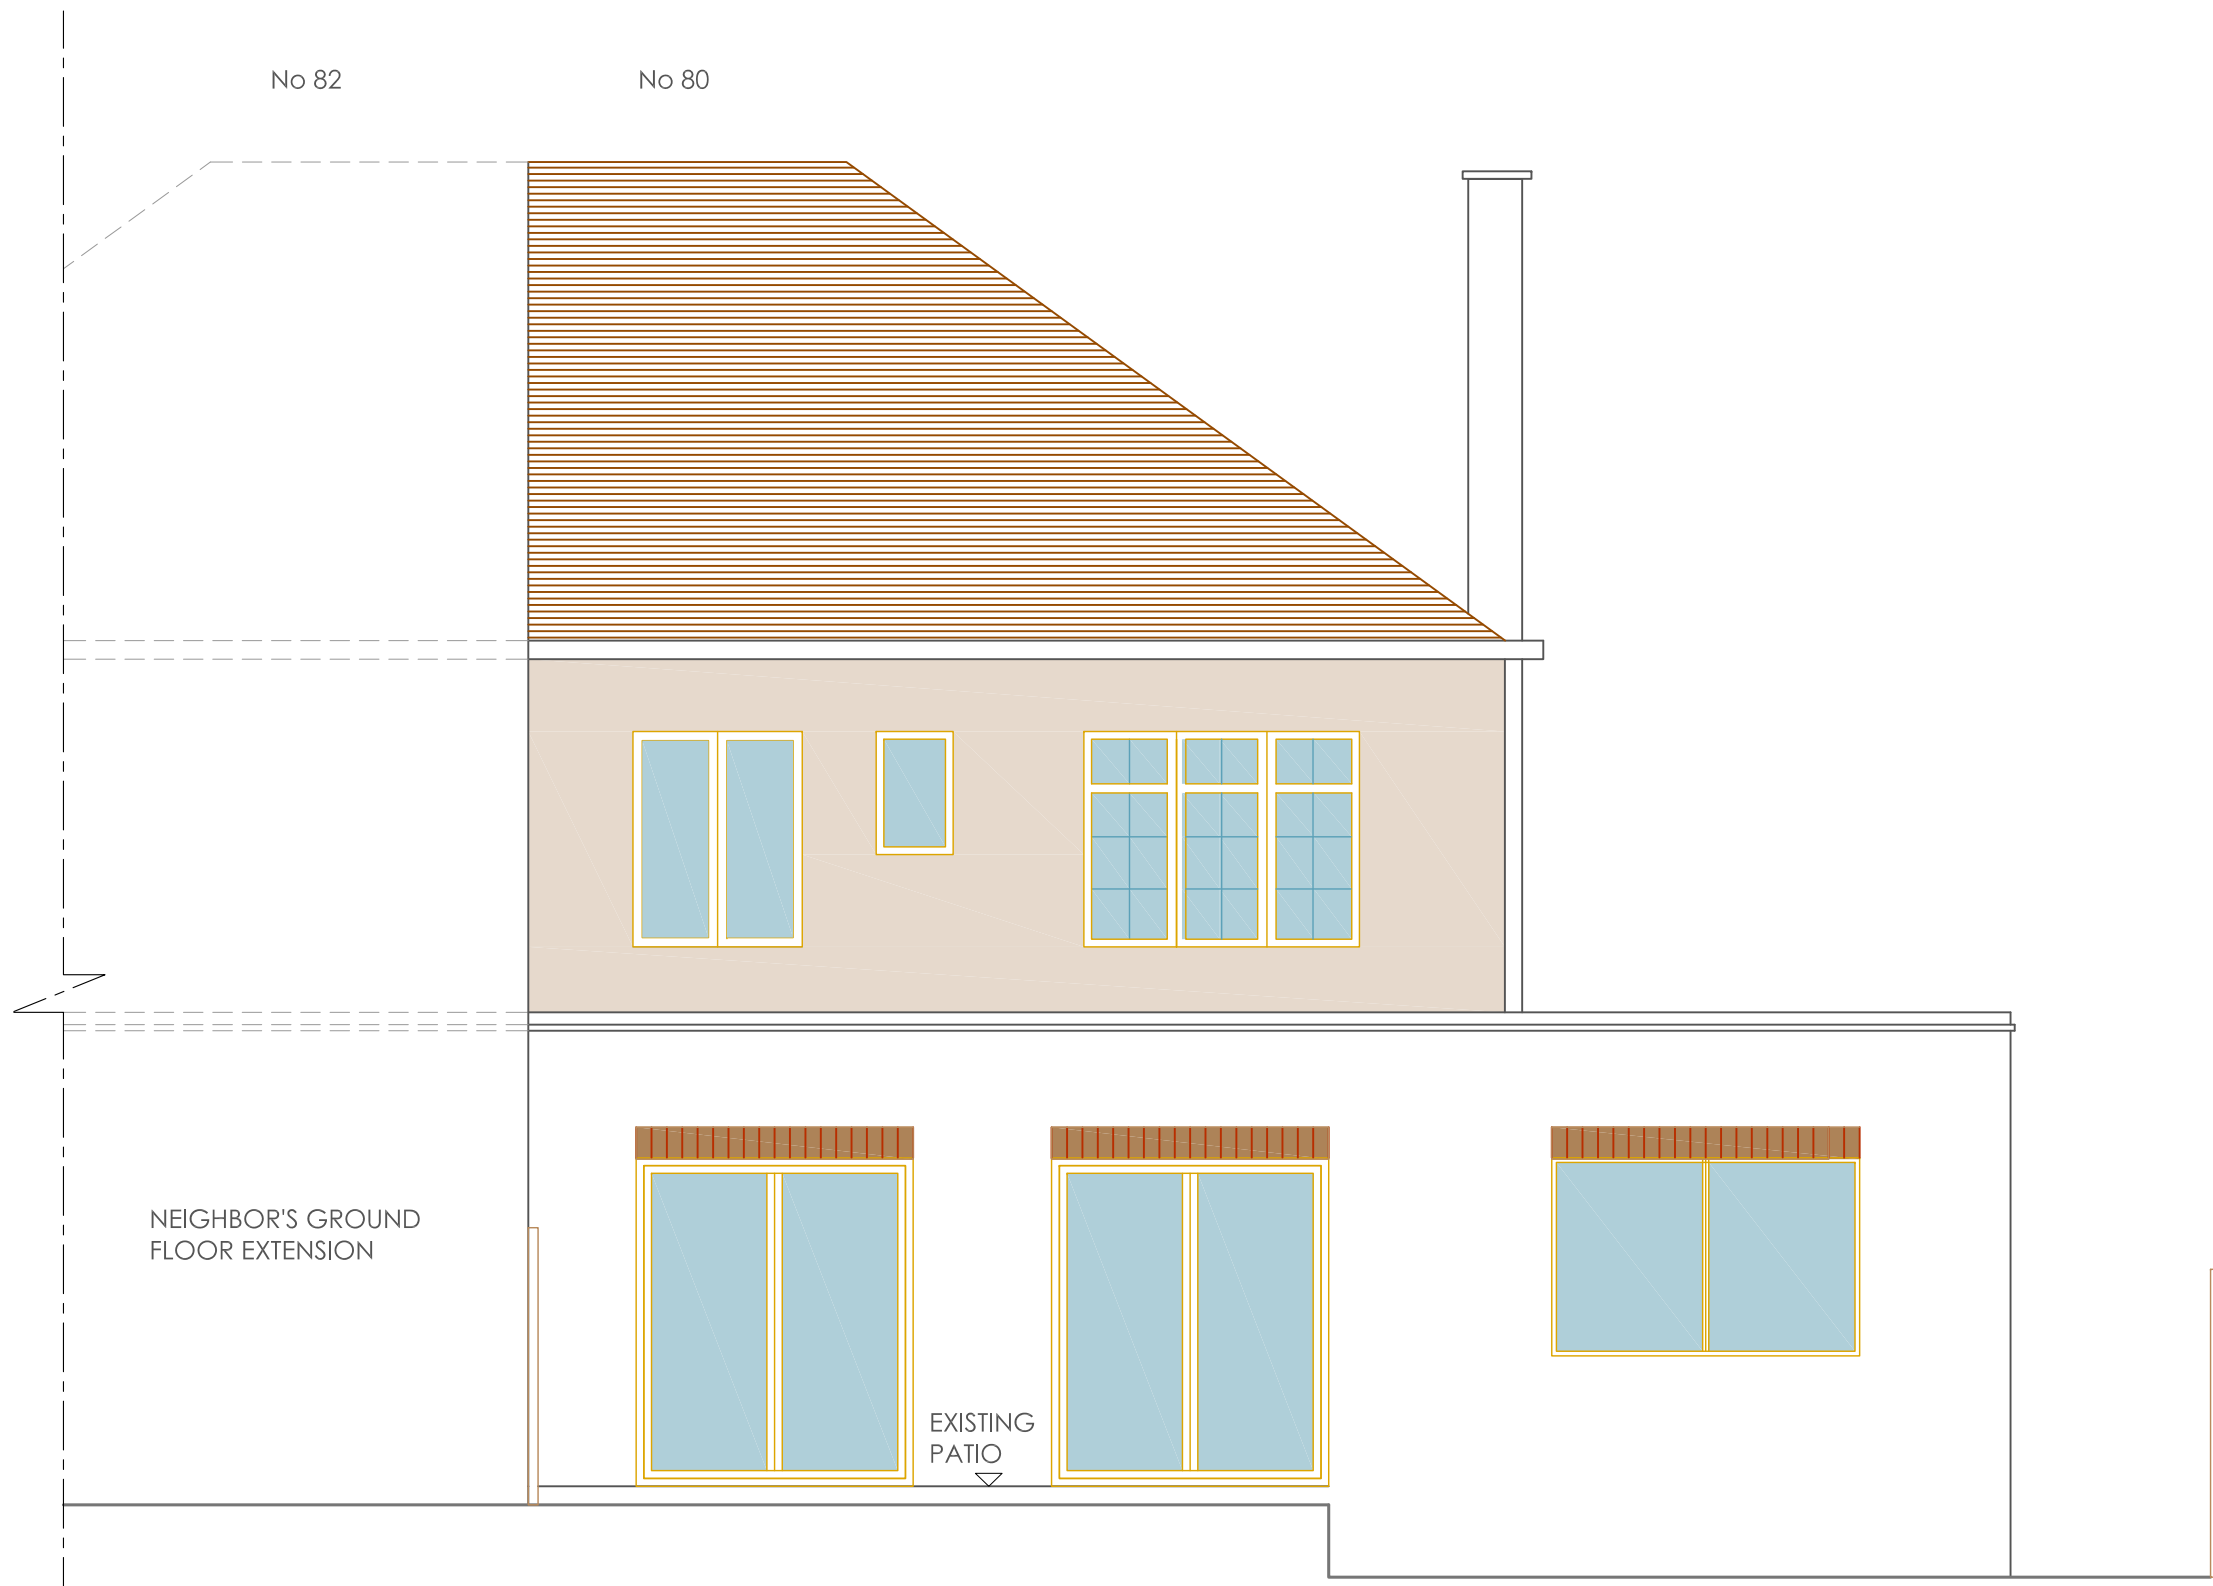 No 82
No 80
NEIGHBOR'S GROUND
FLOOR EXTENSION
EXISTING
PATIO